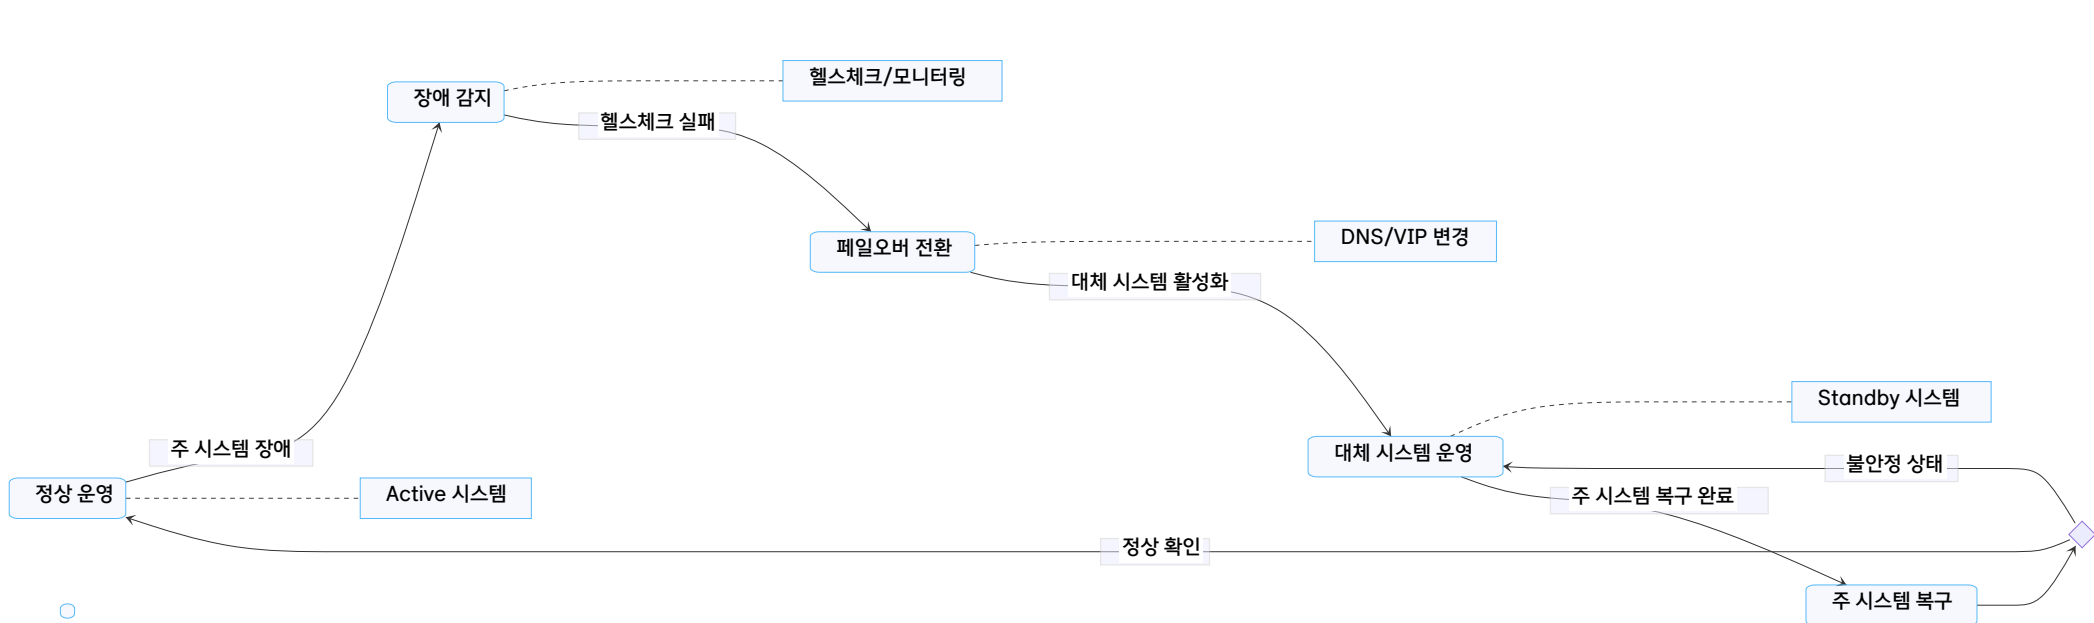 헬스체크/모니터링
장애 감지
헬스체크 실패
DNS/VIP 변경
페일오버 전환
대체 시스템 활성화
Standby 시스템
주 시스템 장애
대체 시스템 운영
불안정 상태
정상 운영
Active 시스템
주 시스템 복구 완료
정상 확인
주 시스템 복구